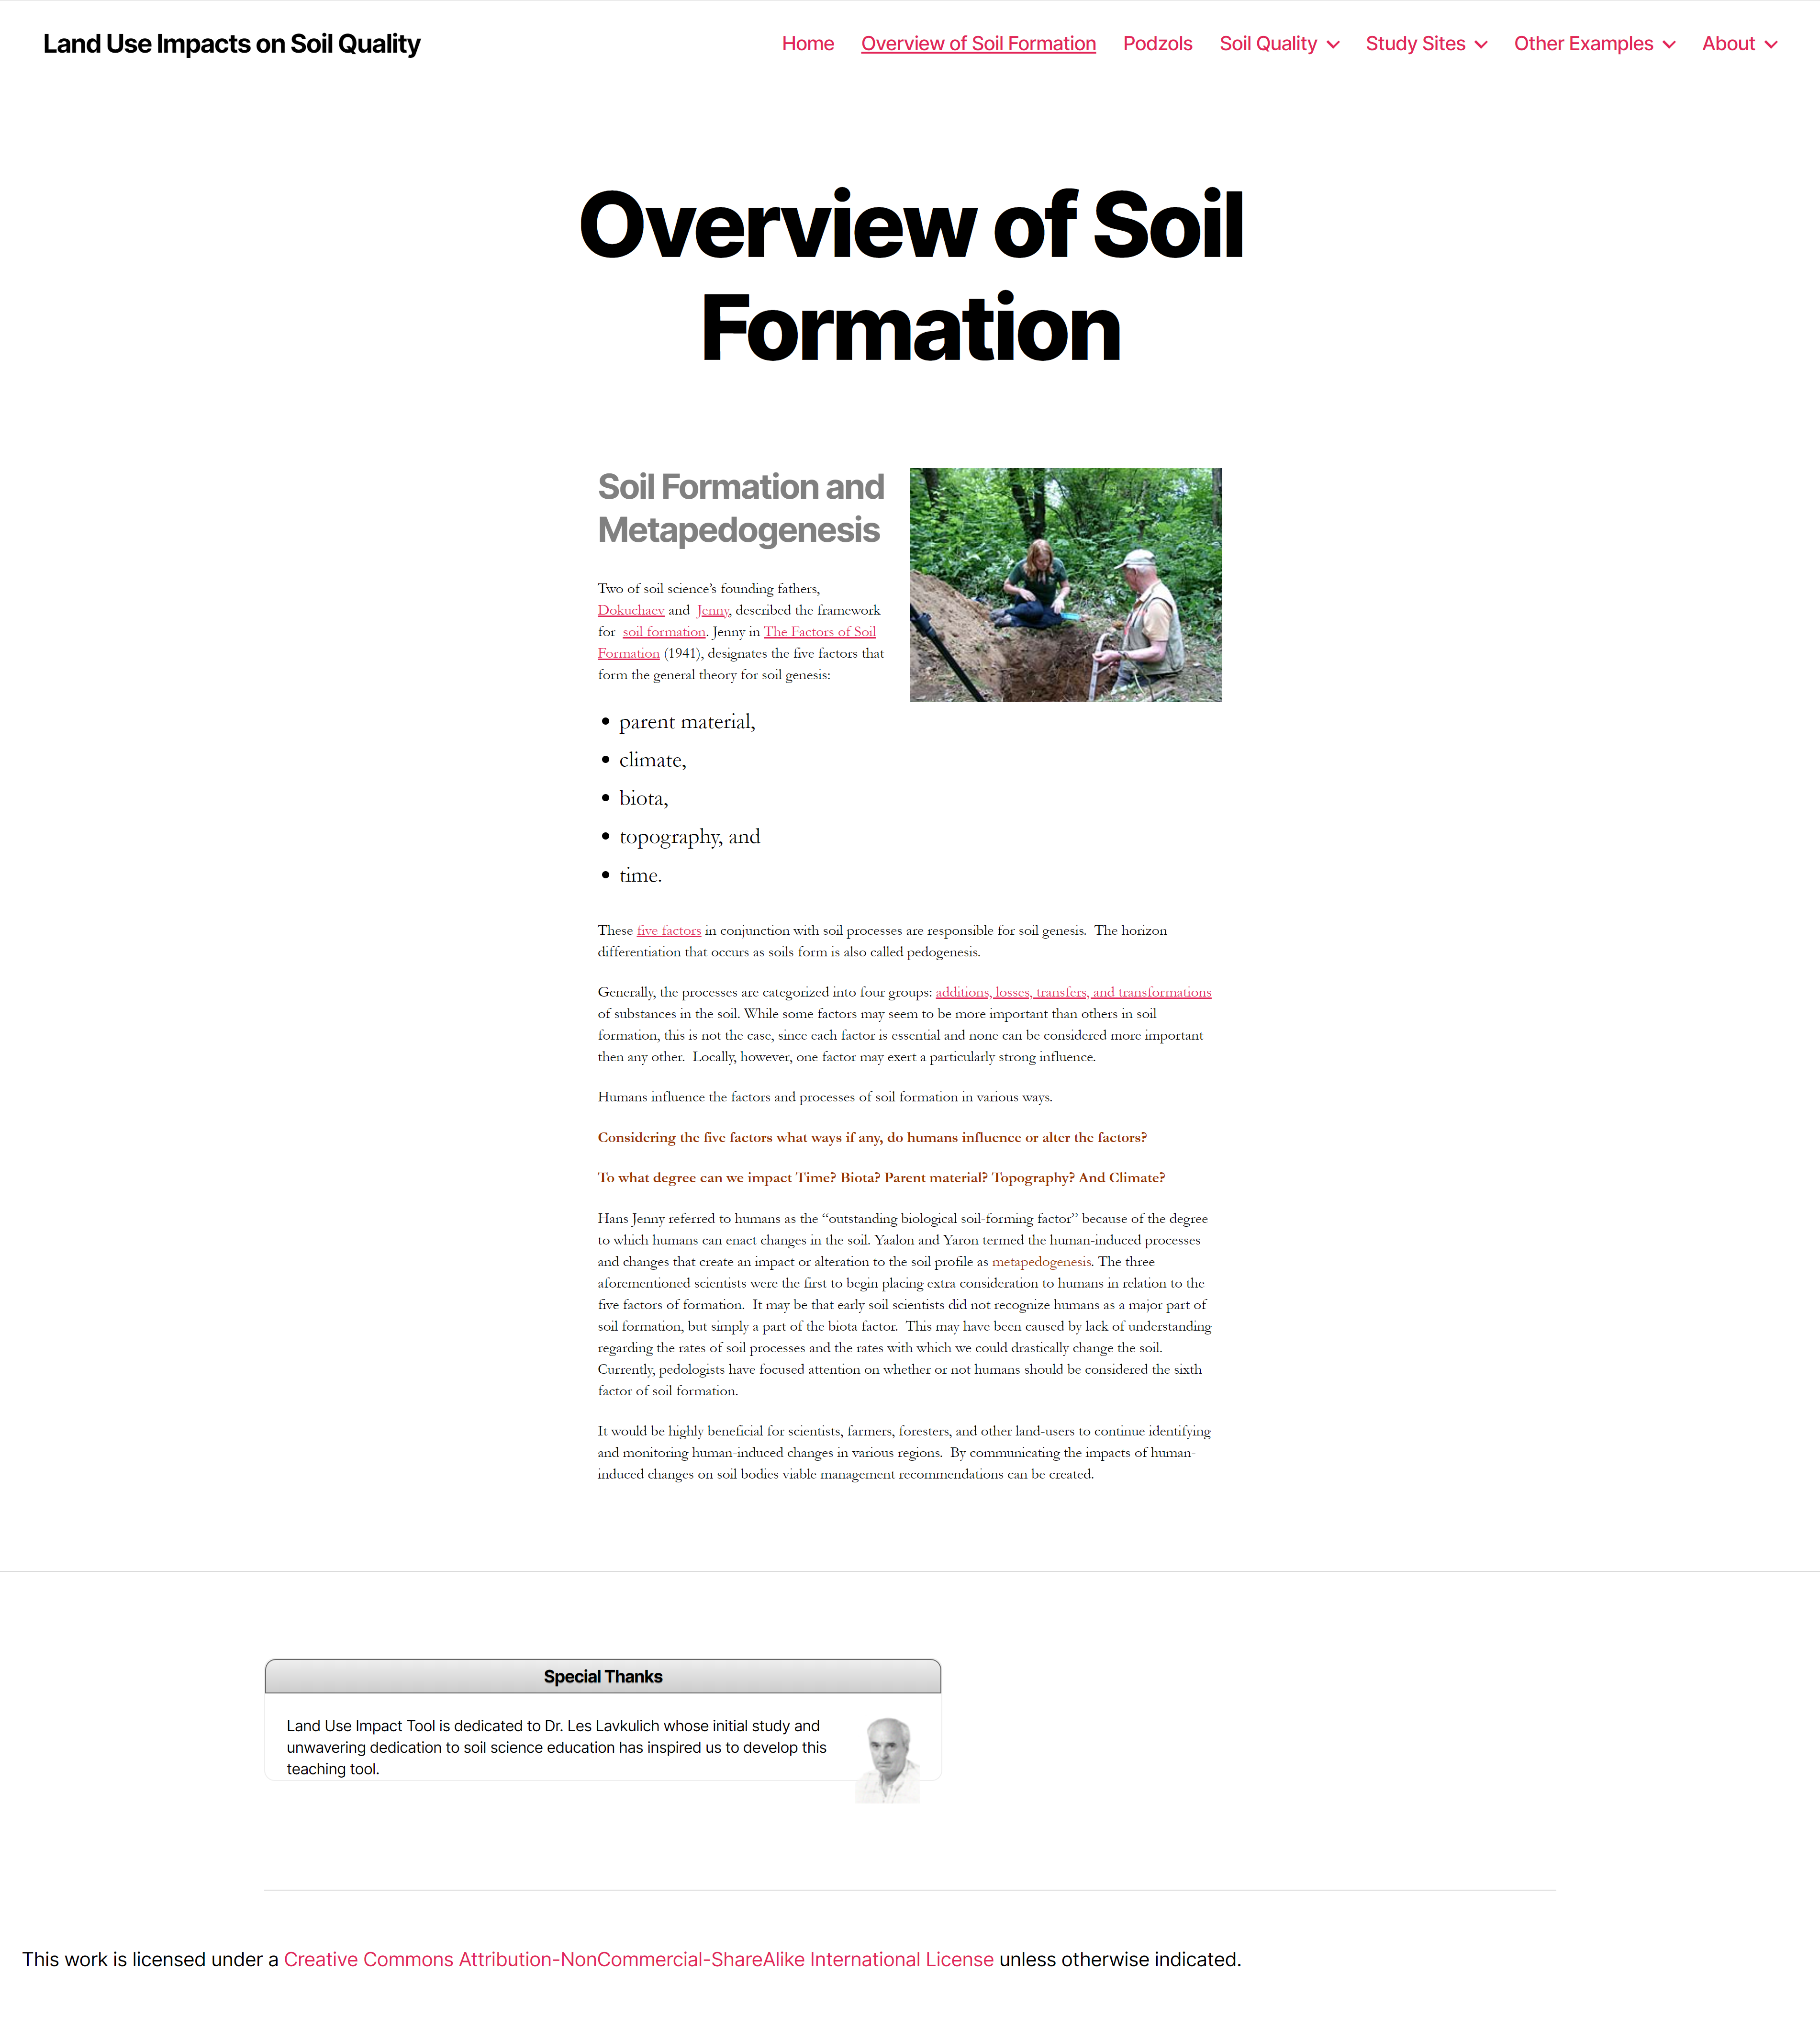 Land Use Impacts on Soil Quality
Home Overview of Soil Formation Podzols Soil Quality Study Sites Other Examples About
Overview of Soil
Formation
Soil Formation and
Metapedogenesis
Two of soil science’s founding fathers,
Dokuchaev and Jenny, described the framework
for soil formation. Jenny in The Factors of Soil
Formation (1941), designates the five factors that
form the general theory for soil genesis:
• parent material,
• climate,
• biota,
• topography, and
• time.
These five factors in conjunction with soil processes are responsible for soil genesis. The horizon
differentiation that occurs as soils form is also called pedogenesis.
Generally, the processes are categorized into four groups: additions, losses, transfers, and transformations
of substances in the soil. While some factors may seem to be more important than others in soil
formation, this is not the case, since each factor is essential and none can be considered more important
then any other. Locally, however, one factor may exert a particularly strong influence.
Humans influence the factors and processes of soil formation in various ways.
Considering the five factors what ways if any, do humans influence or alter the factors?
To what degree can we impact Time? Biota? Parent material? Topography? And Climate?
Hans Jenny referred to humans as the “outstanding biological soil-forming factor” because of the degree
to which humans can enact changes in the soil. Yaalon and Yaron termed the human-induced processes
and changes that create an impact or alteration to the soil profile as metapedogenesis. The three
aforementioned scientists were the first to begin placing extra consideration to humans in relation to the
five factors of formation. It may be that early soil scientists did not recognize humans as a major part of
soil formation, but simply a part of the biota factor. This may have been caused by lack of understanding
regarding the rates of soil processes and the rates with which we could drastically change the soil.
Currently, pedologists have focused attention on whether or not humans should be considered the sixth
factor of soil formation.
It would be highly beneficial for scientists, farmers, foresters, and other land-users to continue identifying
and monitoring human-induced changes in various regions. By communicating the impacts of human-
induced changes on soil bodies viable management recommendations can be created.
Special Thanks
Land Use Impact Tool is dedicated to Dr. Les Lavkulich whose initial study and
unwavering dedication to soil science education has inspired us to develop this
teaching tool.
This work is licensed under a Creative Commons Attribution-NonCommercial-ShareAlike International License unless otherwise indicated.